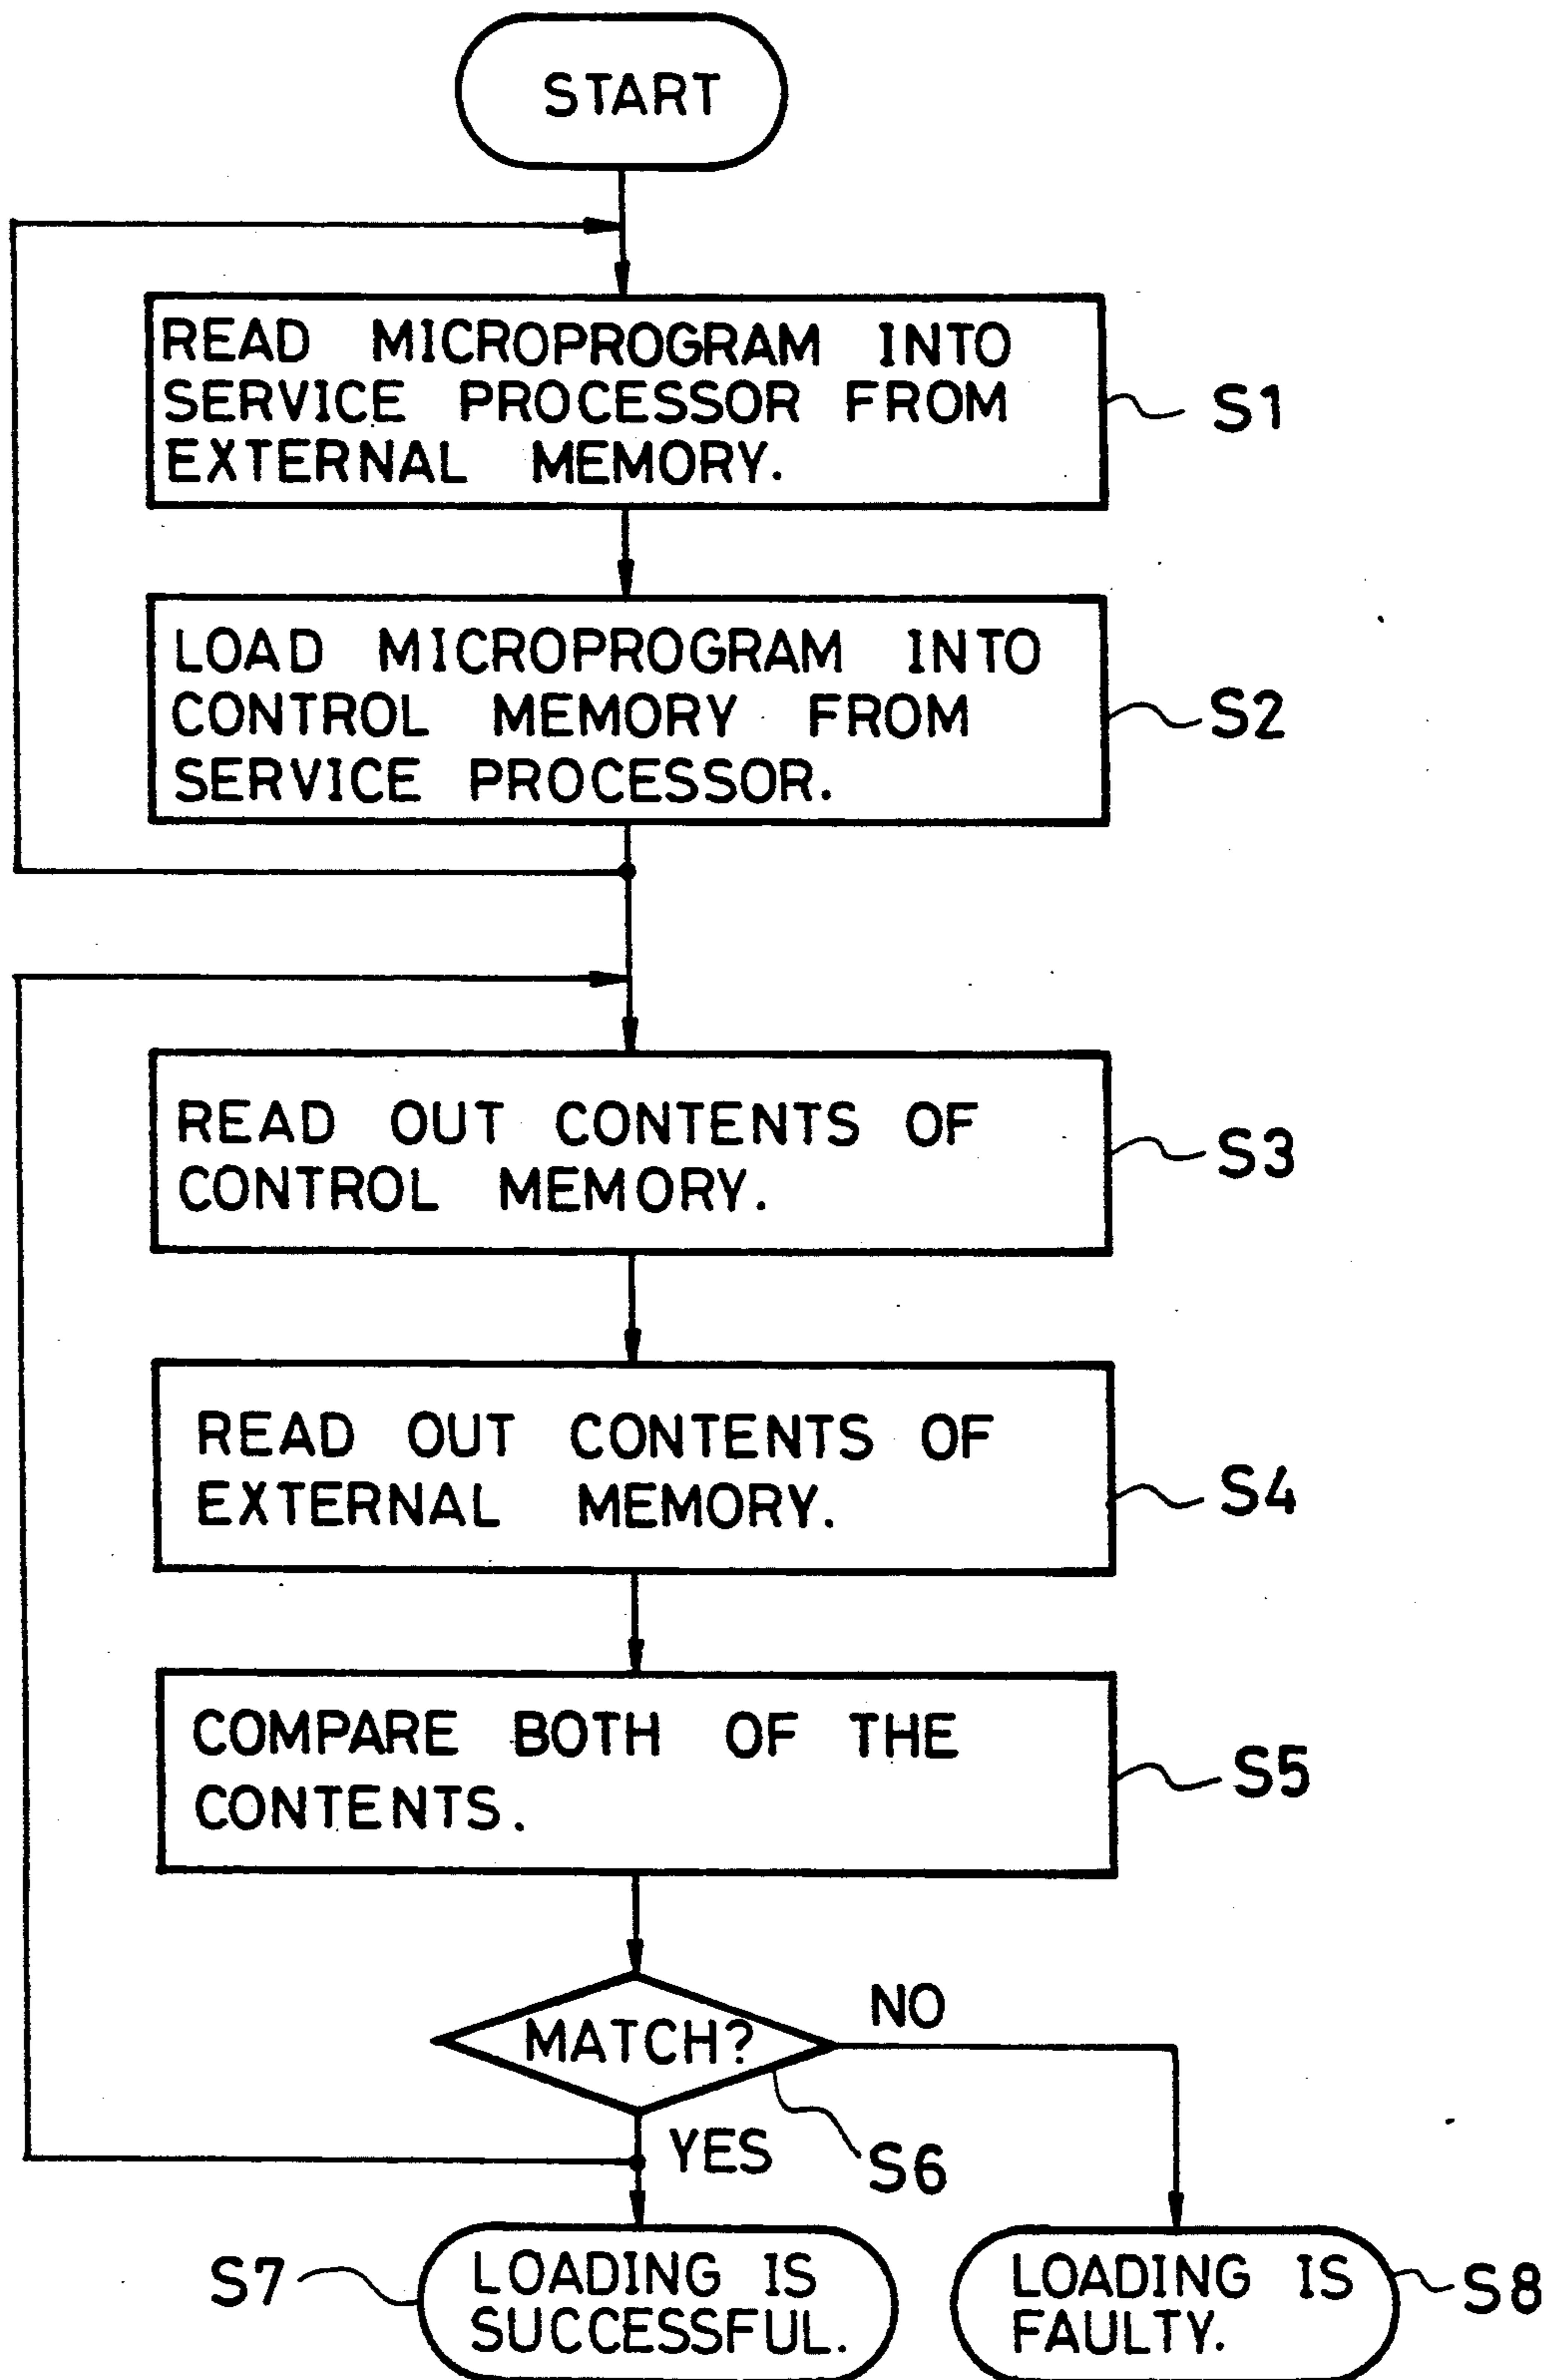 START
READ MICROPROGRAM INTO
SERVICE PROCESSOR FROM
EXTERNAL MEMORY.
S1
LOAD MICROPROGRAM INTO
CONTROL MEMORY FROM
SERVICE PROCESSOR.
S2
READ OUT CONTENTS OF
CONTROL MEMORY.
S3
READ OUT CONTENTS OF
EXTERNAL MEMORY.
S4
COMPARE BOTH OF THE
CONTENTS.
S5
MATCH?
NO
YES
S6
S7
LOADING IS
SUCCESSFUL.
LOADING IS
FAULTY.
S8